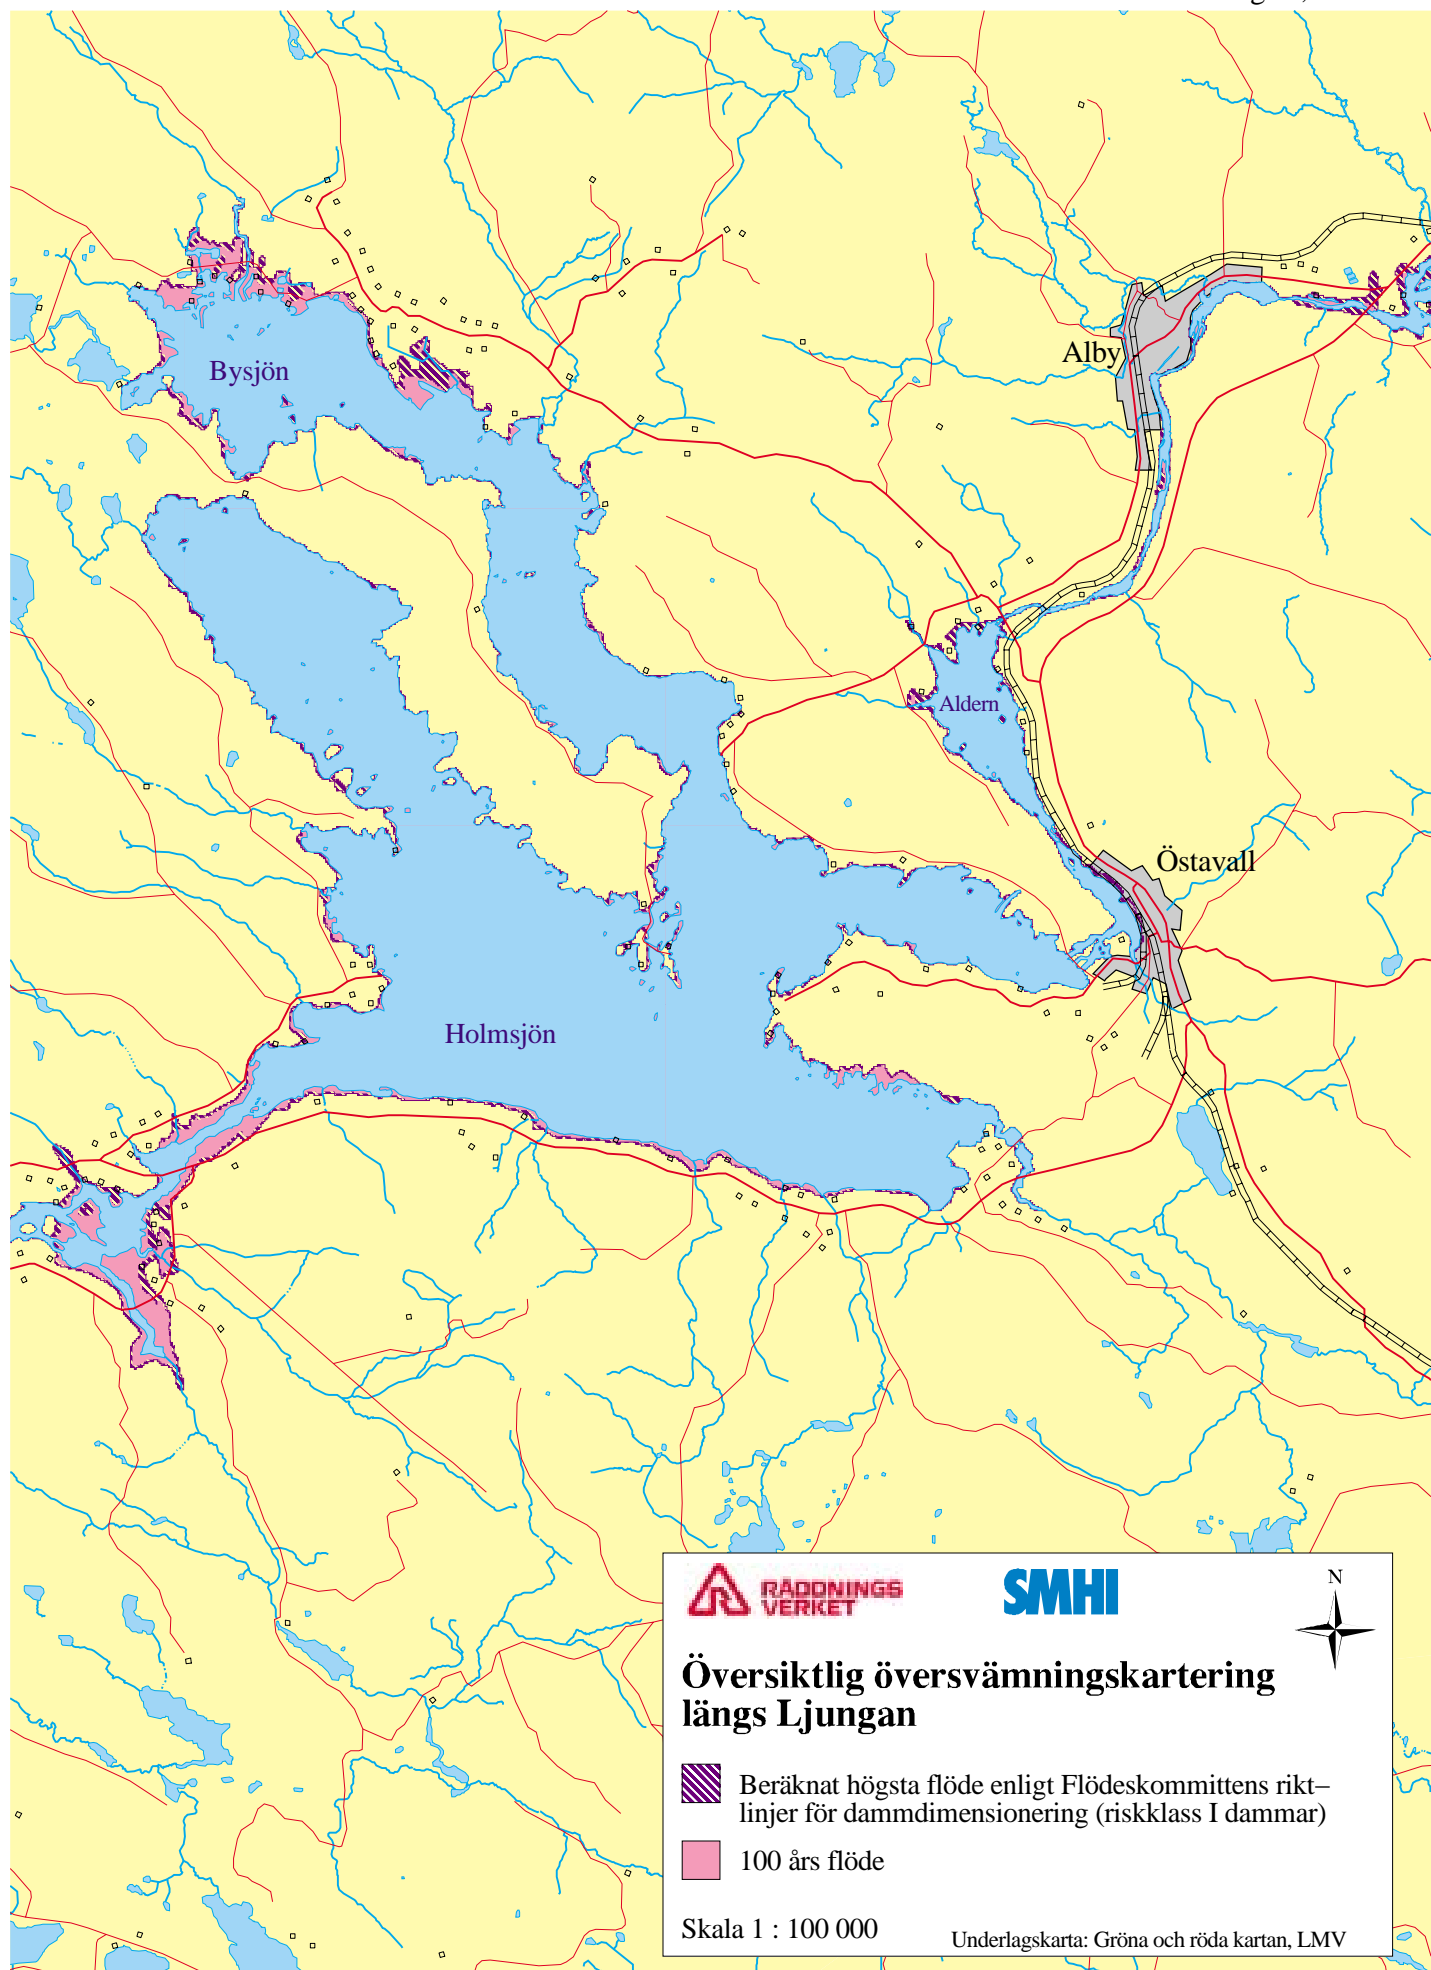 Alby
Bysjön
Aldern
Östavall
Holmsjön
RÄDDNINGS
VERKET
SMHI
N
Översiktlig översvämningskartering
längs Ljungan
Beräknat högsta flöde enligt Flödeskommittens rikt–
linjer för dammdimensionering (riskklass I dammar)
100 års flöde
Skala 1 : 100 000
Underlagskarta: Gröna och röda kartan, LMV